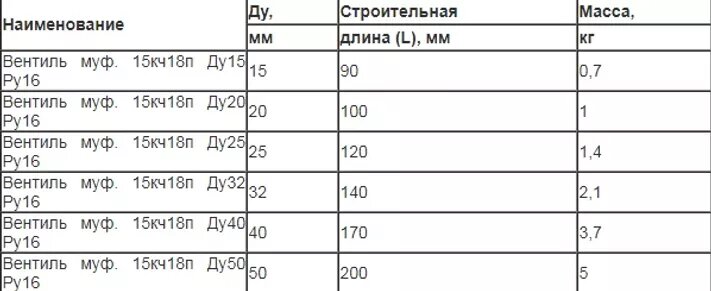 Наименование
Ду, Строительная Масса,
мм длина (L), мм кг
Вентиль муф. 15кч18п Ду15
Ру16
15 90 0,7
Вентиль муф. 15кч18п Ду20
Ру16
20 100 1
Вентиль муф. 15кч18п Ду25
Ру16
25 120 1,4
Вентиль муф. 15кч18п Ду32
Ру16
32 140 2,1
Вентиль муф. 15кч18п Ду40
Ру16
40 170 3,7
Вентиль муф. 15кч18п Ду50
Ру16
50 200 5